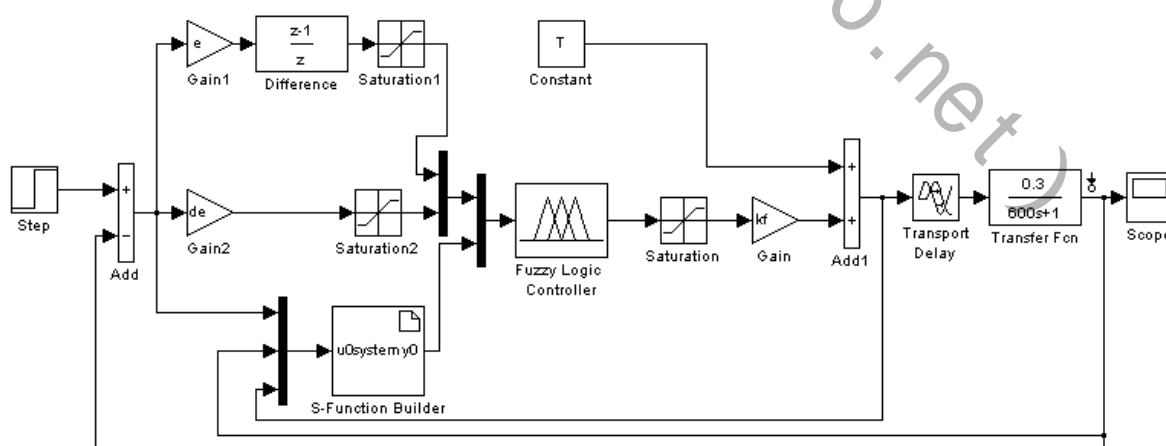 e
Gain1
z-1
z
Difference
Saturation1
T
Constant
o.net)
Step
+
−
Add
de
Gain2
Saturation2
Fuzzy Logic
Controller
Saturation
kf
Gain
+
+
Add1
Transport
Delay
0.3
600s+1
Transfer Fcn
Scope
u0systemy0
S-Function Builder